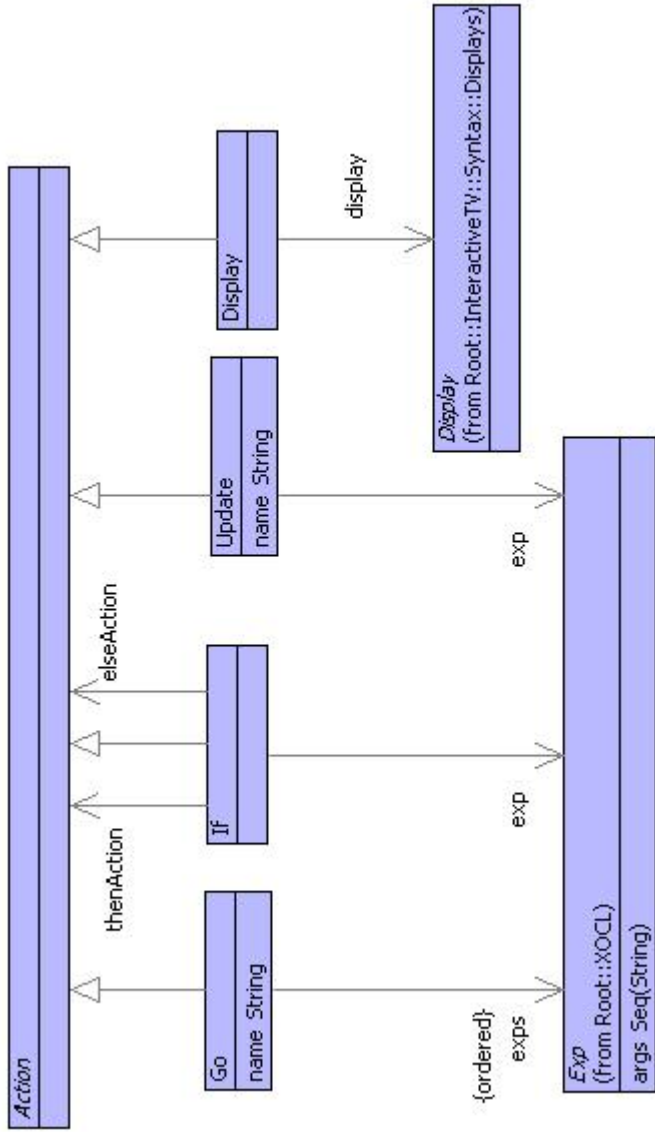 Action
thenAction
elseAction
Go
name String
If
Update
name String
Display
{ordered}
exps
exp
exp
display
Display
(from Root::InteractiveTV::Syntax::Displays)
Exp
(from Root::XOCL)
args Seq(String)